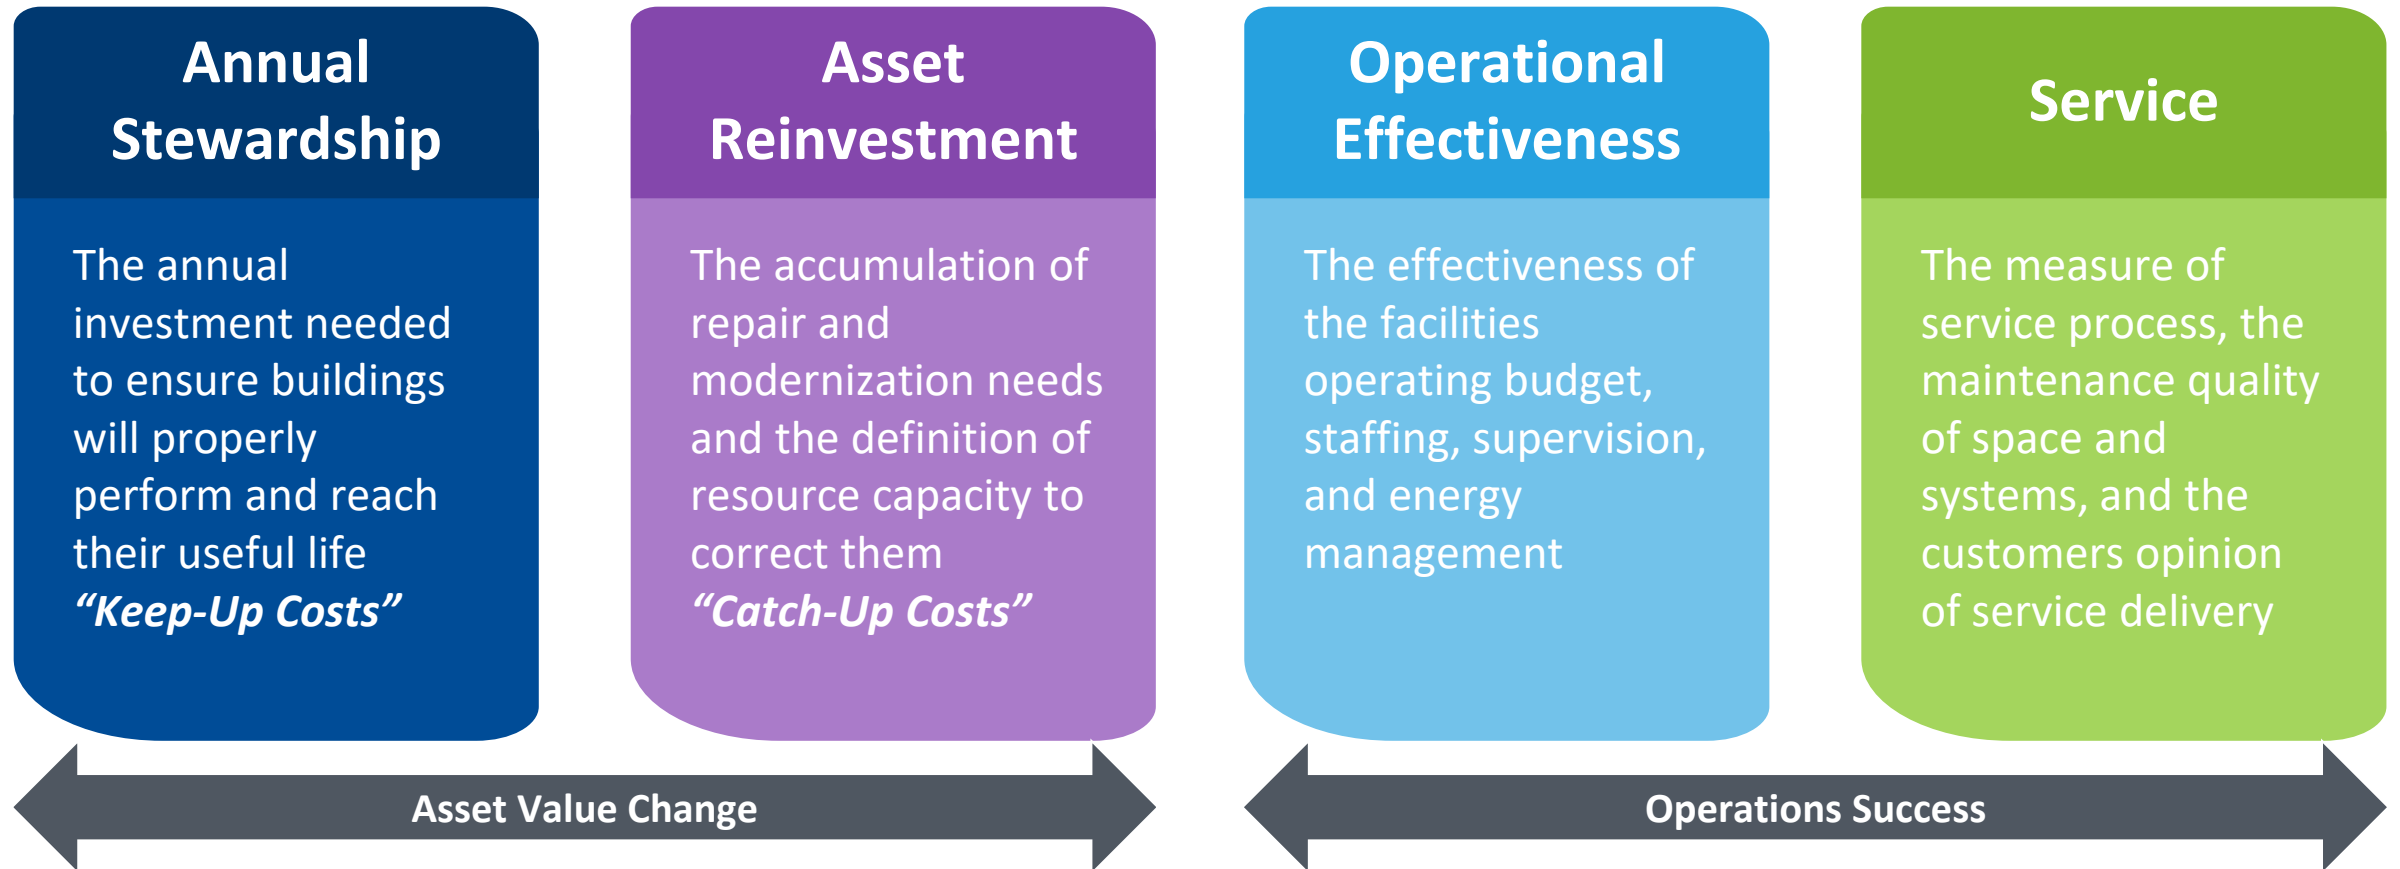 Annual
Stewardship
The annual
investment needed
to ensure buildings
will properly
perform and reach
their useful life
“Keep-Up Costs”
Asset
Reinvestment
The accumulation of
repair and
modernization needs
and the definition of
resource capacity to
correct them
“Catch-Up Costs”
Operational
Effectiveness
The effectiveness of
the facilities
operating budget,
staffing, supervision,
and energy
management
Service
The measure of
service process, the
maintenance quality
of space and
systems, and the
customers opinion
of service delivery
Asset Value Change
Operations Success